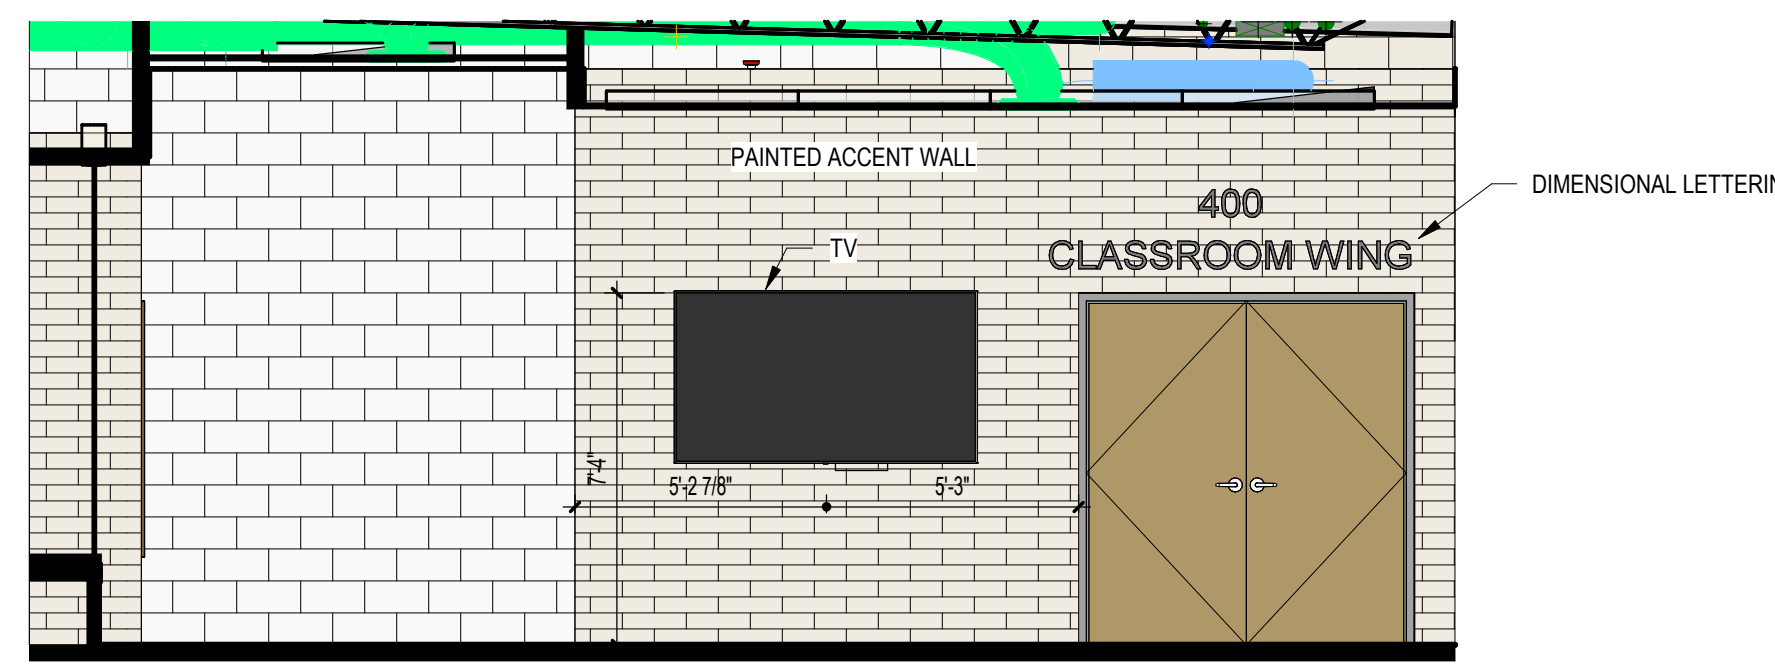 PAINTED ACCENT WALL
DIMENSIONAL LETTERIN
400
CLASSROOM WING
TV
7'-4"
5'-2 7/8"
5'-3"